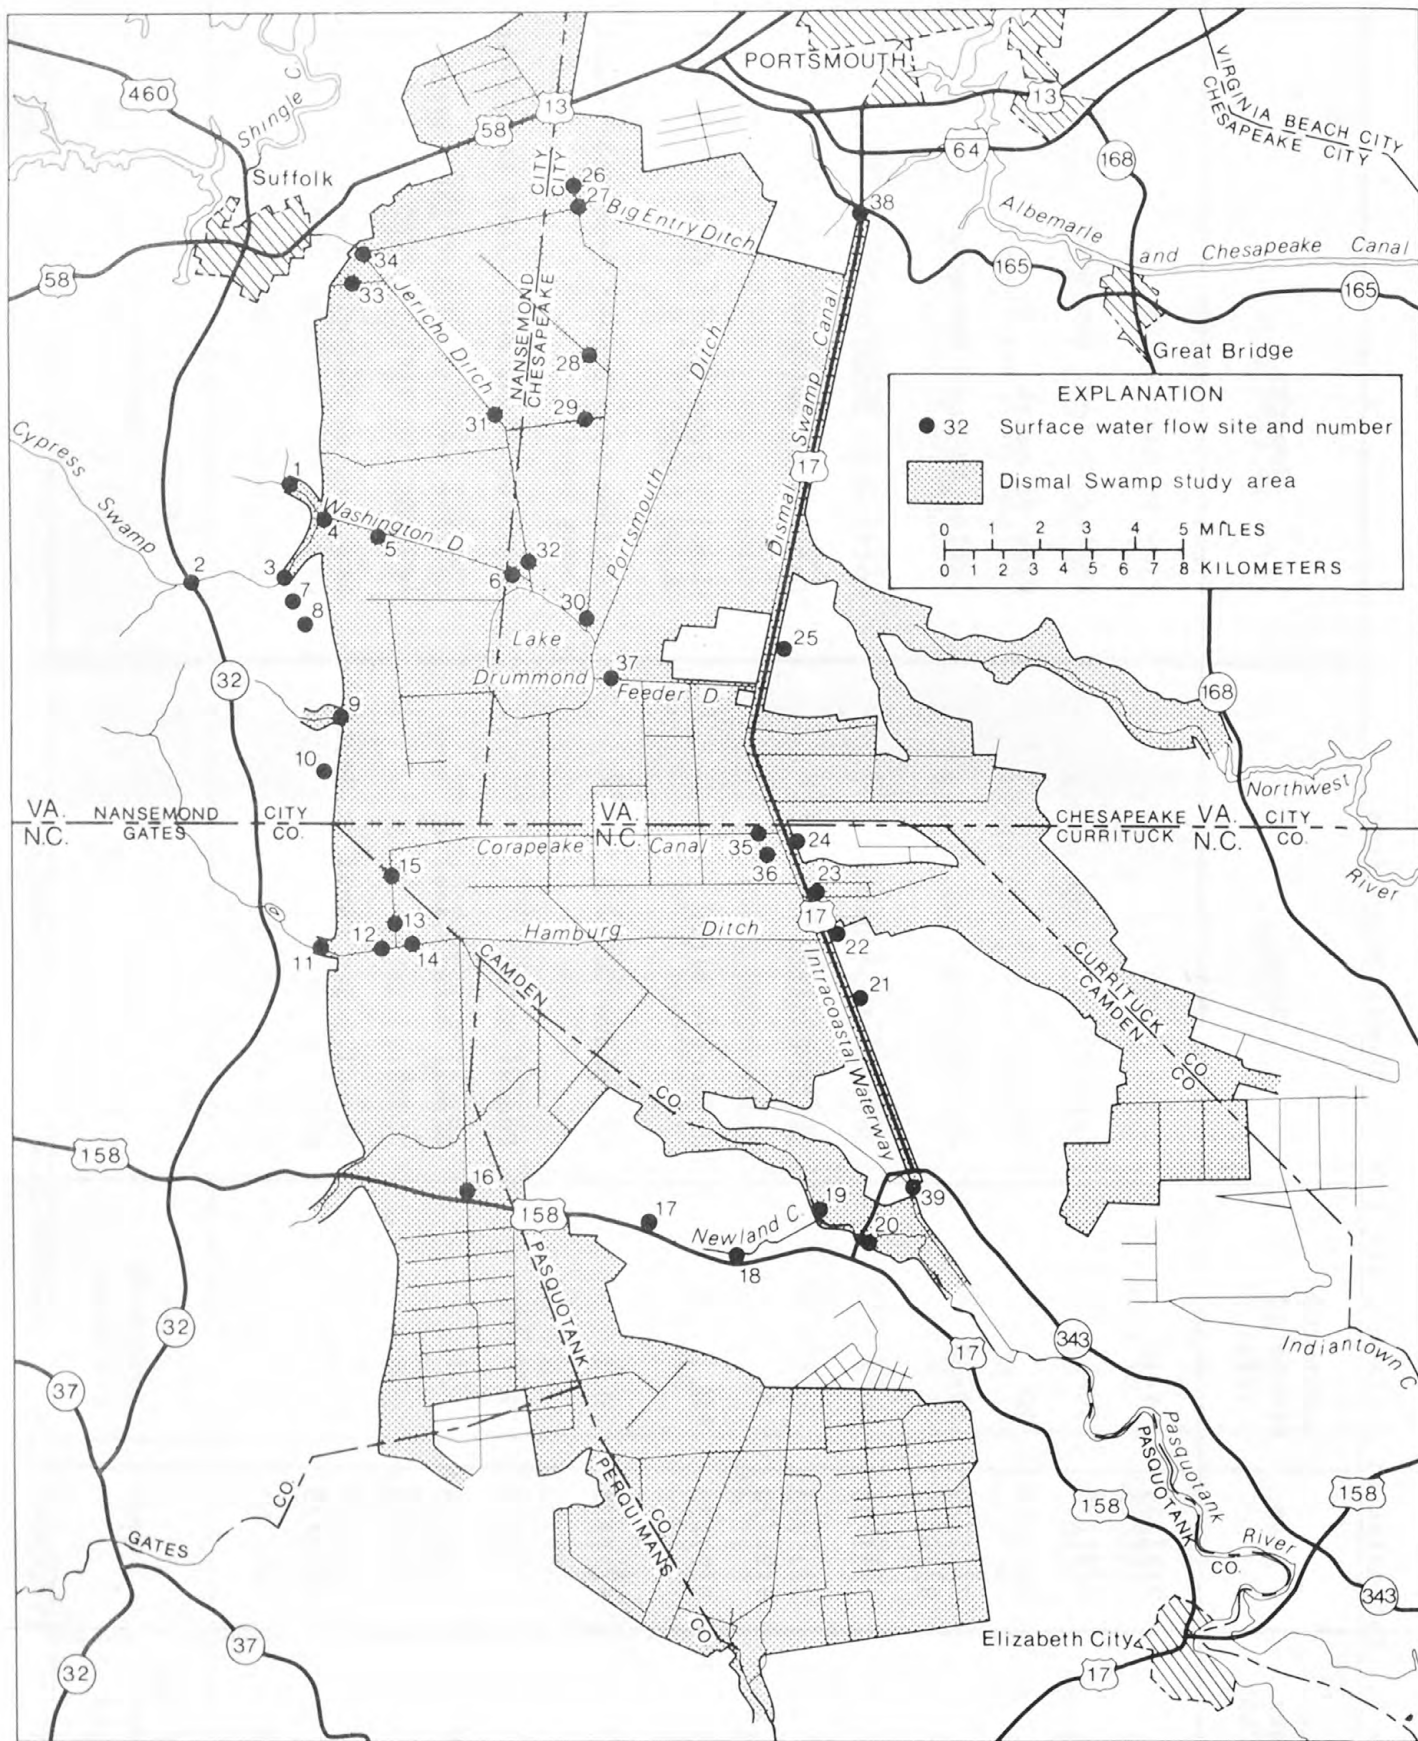 PORTSMOUTH
VIRGINIA BEACH CITY
CHESAPEAKE CITY
460
Shingle C.
13
13
58
64
168
Suffolk
CITY
CITY
26
27
Big Entry Ditch
38
Albemarle and Chesapeake Canal
58
34
33
165
165
Jericho Ditch
NANSEMOND
CHESAPEAKE
28
Portsmouth Ditch
Dismal Swamp Canal
Great Bridge
31
29
EXPLANATION
32 Surface water flow site and number
Dismal Swamp study area
0 1 2 3 4 5 MILES
0 1 2 3 4 5 6 7 8 KILOMETERS
Cypress Swamp
17
1
4
Washington D.
5
32
6
2
3
7
8
30
Lake
Drummond
25
37
Feeder D.
32
168
9
10
Northwest
River
VA.
N.C.
NANSEMOND CITY
GATES CO.
VA.
N.C.
CHESAPEAKE VA. CITY
CURRITUCK N.C. CO.
Corapeake Canal
35
24
36
15
23
17
13
12
14
11
Hamburg Ditch
22
CAMDEN
CO.
21
CURRITUCK
CAMDEN
CO.
CO.
Intracoastal Waterway
158
16
158
17
Newland C.
18
19
20
39
PASQUOTANK
32
17
343
Indiantown C.
37
Pasquotank
River
PASQUOTANK
CO.
PERQUIMANS
CO.
CO.
CO.
GATES
158
158
343
37
32
Elizabeth City
17